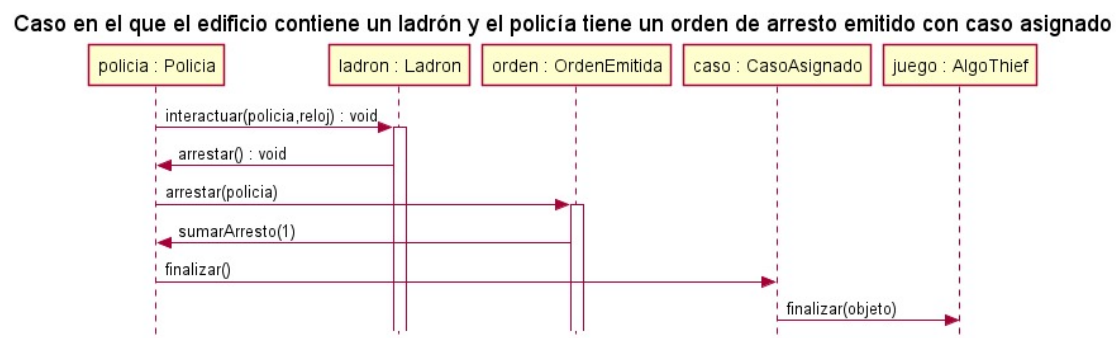 Caso en el que el edificio contiene un ladrón y el policía tiene un orden de arresto emitido con caso asignado
policia : Policia
ladron : Ladron
orden : OrdenEmitida
caso : CasoAsignado
juego : AlgoThief
interactuar(policia,reloj) : void
arrestar() : void
arrestar(policia)
sumarArresto(1)
finalizar()
finalizar(objeto)